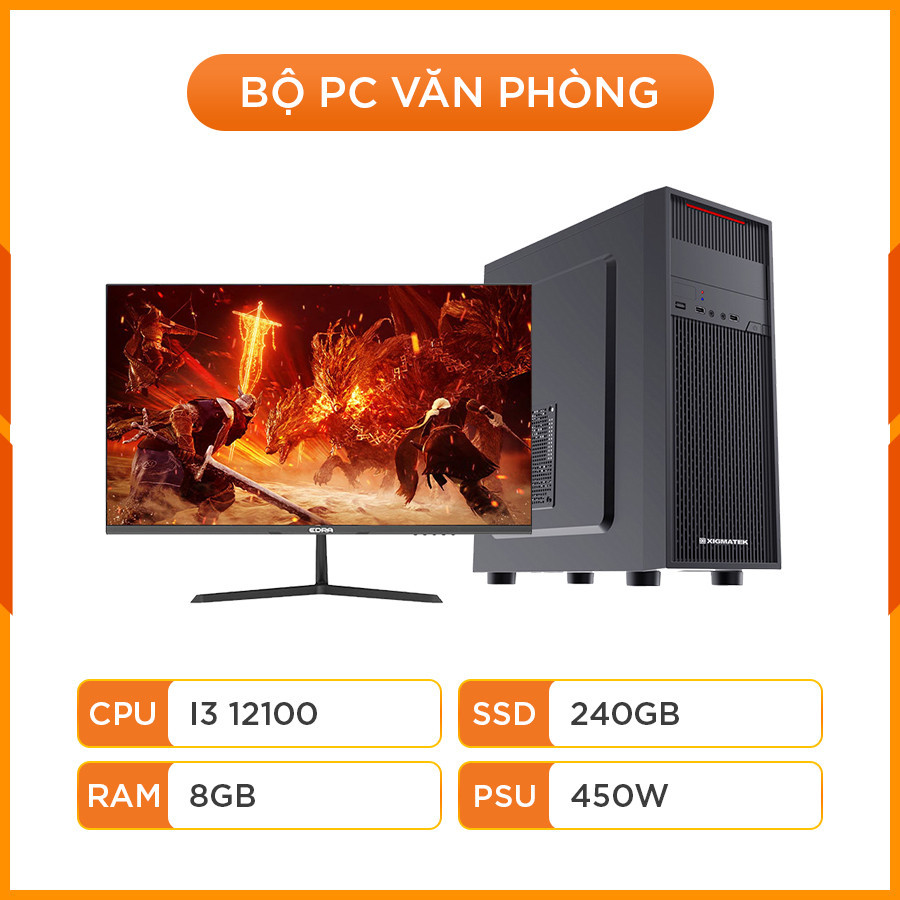 BỘ PC VĂN PHÒNG
EDRA
XIGMATEK
CPU I3 12100
SSD 240GB
RAM 8GB
PSU 450W